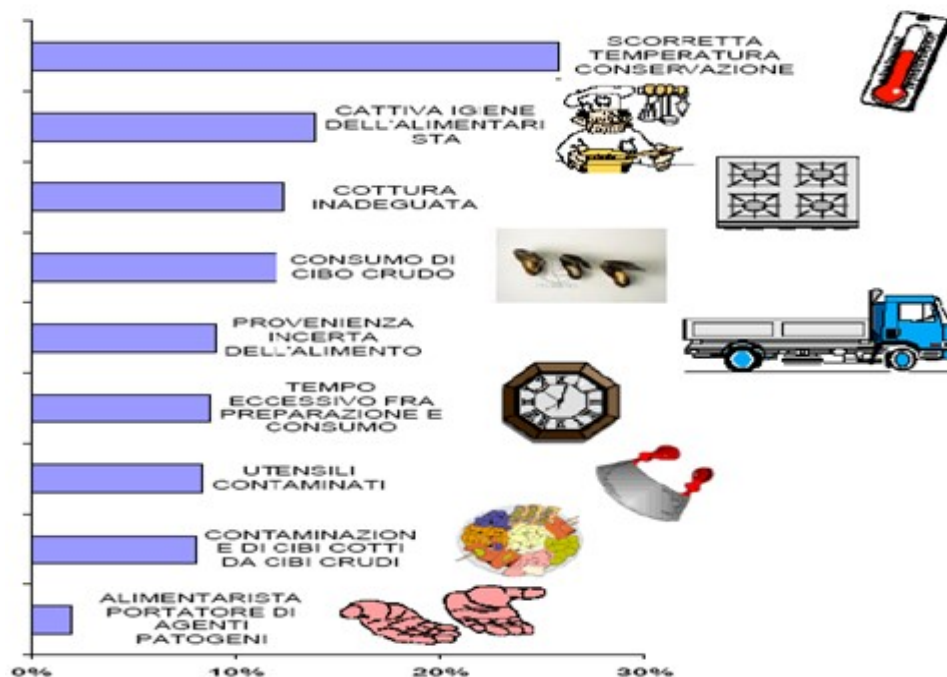 SCORRETTA
TEMPERATURA
CONSERVAZIONE
CATTIVA IGIENE
DELL'ALIMENTARI
STA
COTTURA
INADEGUATA
CONSUMO DI
CIBO CRUDO
PROVENIENZA
INCERTA
DELL'ALIMENTO
TEMPO
ECCESSIVO FRA
PREPARAZIONE E
CONSUMO
UTENSILI
CONTAMINATI
CONTAMINAZION
E DI CIBI COTTI
DA CIBI CRUDI
ALIMENTARISTA
PORTATORE DI
AGENTI
PATOGENI
0% 10% 20% 30%